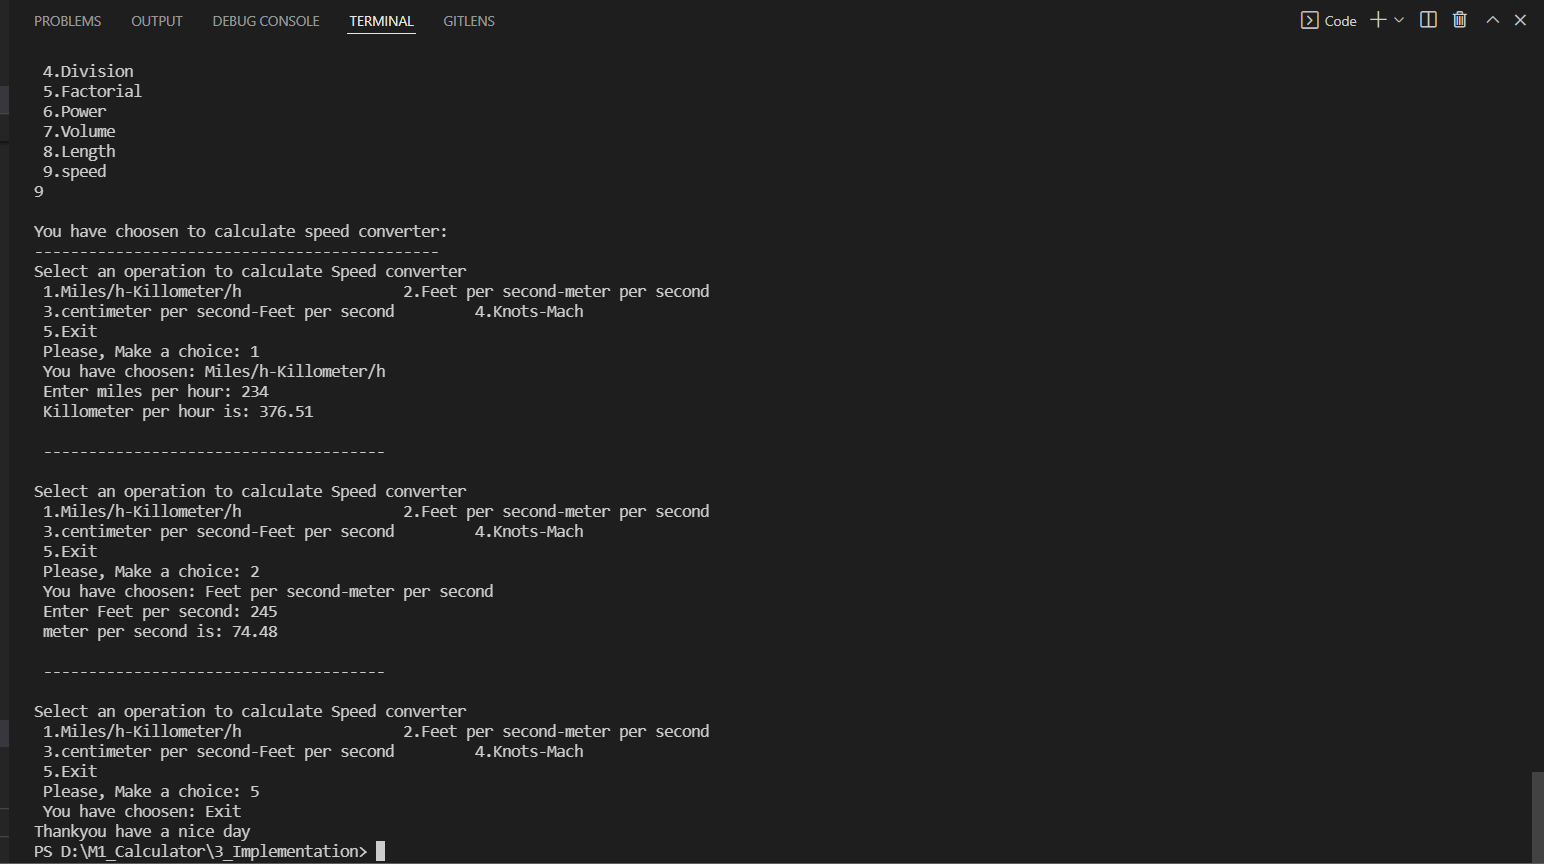 PROBLEMS OUTPUT DEBUG CONSOLE TERMINAL GITLENS Code
4.Division
5.Factorial
6.Power
7.Volume
8.Length
9.speed
9
You have choosen to calculate speed converter:
---------------------------------------------
Select an operation to calculate Speed converter
1.Miles/h-Killometer/h 2.Feet per second-meter per second
3.centimeter per second-Feet per second 4.Knots-Mach
5.Exit
Please, Make a choice: 1
You have choosen: Miles/h-Killometer/h
Enter miles per hour: 234
Killometer per hour is: 376.51
--------------------------------------
Select an operation to calculate Speed converter
1.Miles/h-Killometer/h 2.Feet per second-meter per second
3.centimeter per second-Feet per second 4.Knots-Mach
5.Exit
Please, Make a choice: 2
You have choosen: Feet per second-meter per second
Enter Feet per second: 245
meter per second is: 74.48
--------------------------------------
Select an operation to calculate Speed converter
1.Miles/h-Killometer/h 2.Feet per second-meter per second
3.centimeter per second-Feet per second 4.Knots-Mach
5.Exit
Please, Make a choice: 5
You have choosen: Exit
Thankyou have a nice day
PS D:\M1_Calculator\3_Implementation>